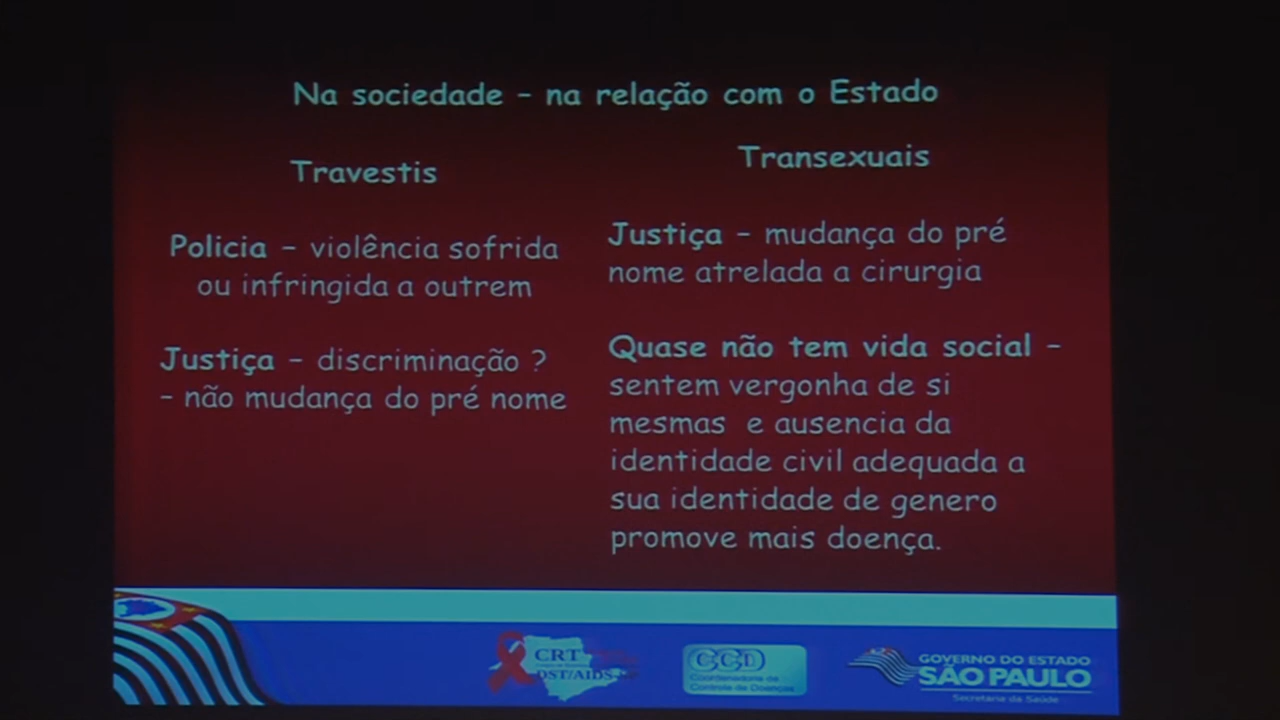 Na sociedade – na relação com o Estado
Travestis
Policia – violência sofrida
ou infringida a outrem
Justiça – discriminação ?
– não mudança do pré nome
Transexuais
Justiça – mudança do pré
nome atrelada a cirurgia
Quase não tem vida social –
sentem vergonha de si
mesmas e ausencia da
identidade civil adequada a
sua identidade de genero
promove mais doença.
CRT
DST/AIDS
CCD
Coordenadoria de
Controle de Doenças
GOVERNO DO ESTADO
SÃO PAULO
Secretaria da Saúde